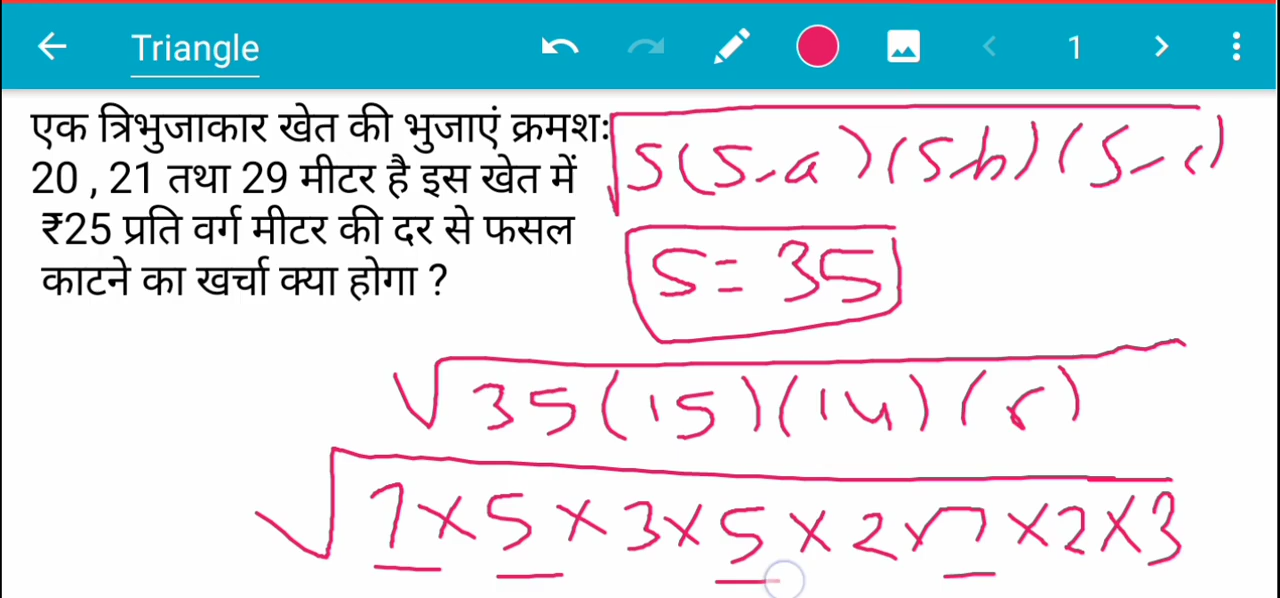 Triangle
1
एक त्रिभुजाकार खेत की भुजाएं क्रमशः
20 , 21 तथा 29 मीटर है इस खेत में
₹25 प्रति वर्ग मीटर की दर से फसल
काटने का खर्चा क्या होगा ?
√S(S-a)(S-b)(S-c)
S = 35
√35(15)(14)(6)
√7×5×3×5×2×7×2×3